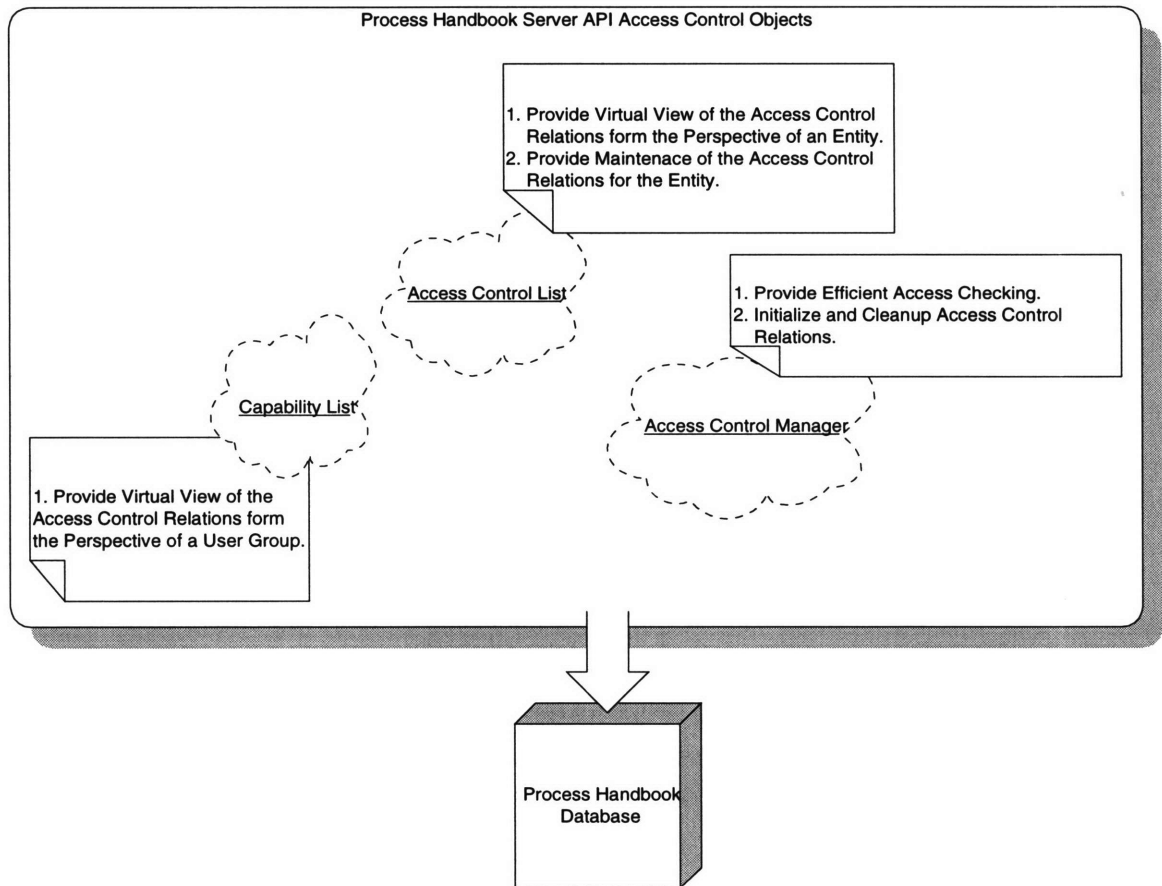 Process Handbook Server API Access Control Objects
1. Provide Virtual View of the Access Control
Relations form the Perspective of an Entity.
2. Provide Maintenace of the Access Control
Relations for the Entity.
Access Control List
1. Provide Efficient Access Checking.
2. Initialize and Cleanup Access Control
Relations.
Capability List
Access Control Manager
1. Provide Virtual View of the
Access Control Relations form
the Perspective of a User Group.
Process Handbook
Database